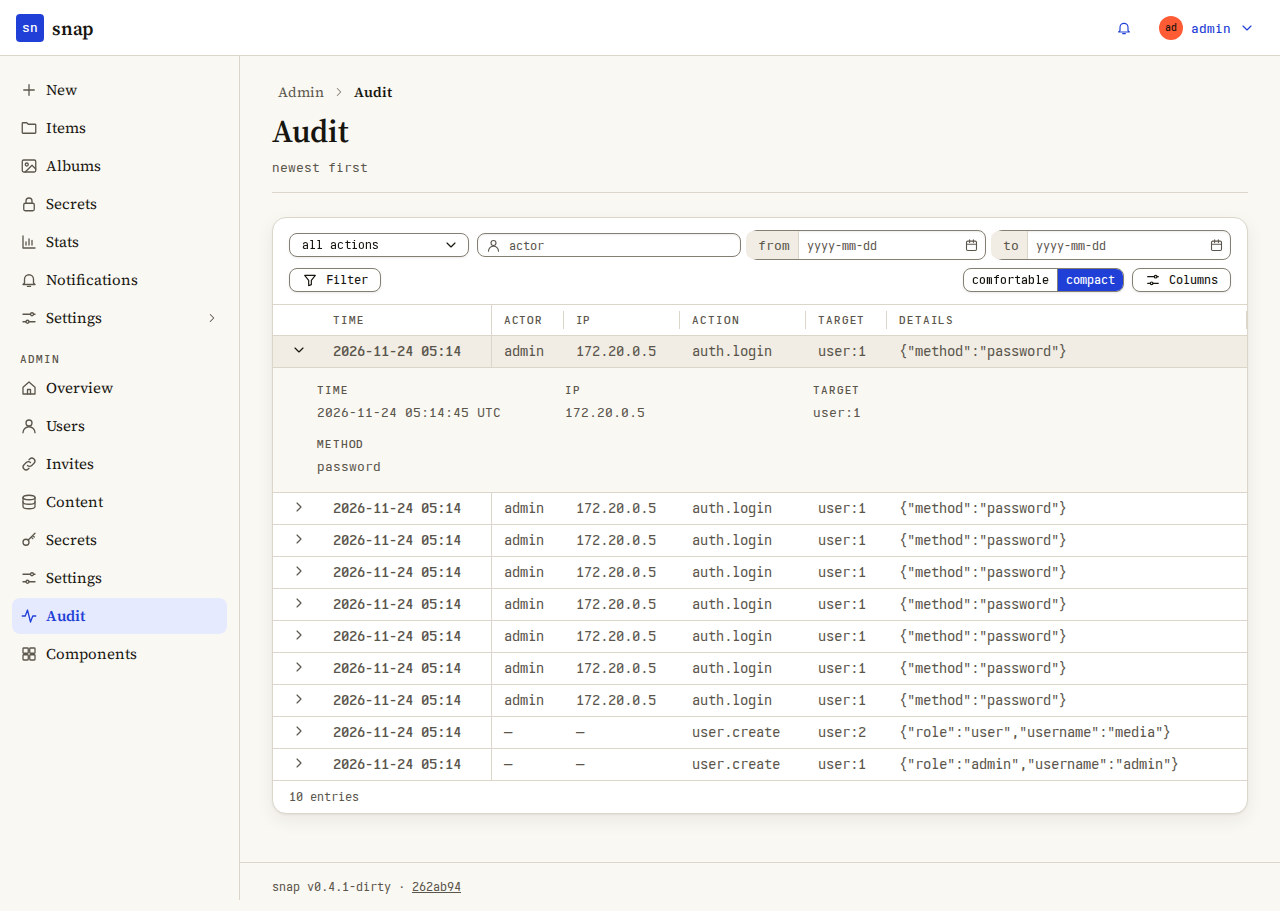 sn snap ad admin
New
Items
Albums
Secrets
Stats
Notifications
Settings
ADMIN
Overview
Users
Invites
Content
Secrets
Settings
Audit
Components
Admin Audit
Audit
newest first
all actions actor from yyyy-mm-dd to yyyy-mm-dd
Filter comfortable compact Columns
TIME ACTOR IP ACTION TARGET DETAILS
2026-11-24 05:14 admin 172.20.0.5 auth.login user:1 {"method":"password"}
TIME IP TARGET
2026-11-24 05:14:45 UTC 172.20.0.5 user:1
METHOD
password
2026-11-24 05:14 admin 172.20.0.5 auth.login user:1 {"method":"password"}
2026-11-24 05:14 admin 172.20.0.5 auth.login user:1 {"method":"password"}
2026-11-24 05:14 admin 172.20.0.5 auth.login user:1 {"method":"password"}
2026-11-24 05:14 admin 172.20.0.5 auth.login user:1 {"method":"password"}
2026-11-24 05:14 admin 172.20.0.5 auth.login user:1 {"method":"password"}
2026-11-24 05:14 admin 172.20.0.5 auth.login user:1 {"method":"password"}
2026-11-24 05:14 admin 172.20.0.5 auth.login user:1 {"method":"password"}
2026-11-24 05:14 — — user.create user:2 {"role":"user","username":"media"}
2026-11-24 05:14 — — user.create user:1 {"role":"admin","username":"admin"}
10 entries
snap v0.4.1-dirty · 262ab94